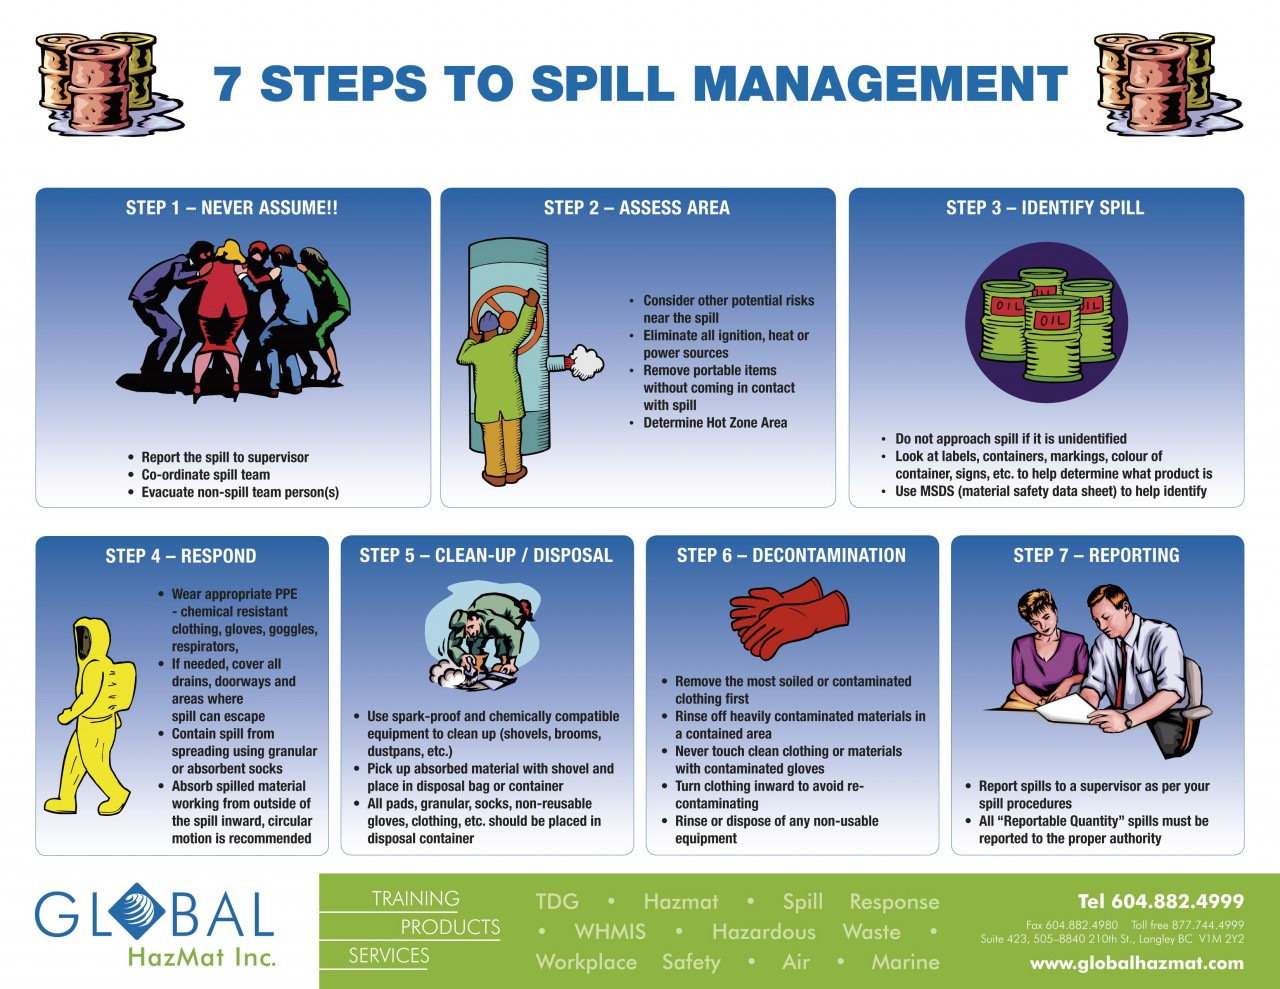 7 STEPS TO SPILL MANAGEMENT
STEP 1 – NEVER ASSUME!!
• Report the spill to supervisor
• Co-ordinate spill team
• Evacuate non-spill team person(s)
STEP 2 – ASSESS AREA
• Consider other potential risks
near the spill
• Eliminate all ignition, heat or
power sources
• Remove portable items
without coming in contact
with spill
• Determine Hot Zone Area
STEP 3 – IDENTIFY SPILL
OIL
OIL
OIL
• Do not approach spill if it is unidentified
• Look at labels, containers, markings, colour of
container, signs, etc. to help determine what product is
• Use MSDS (material safety data sheet) to help identify
STEP 4 – RESPOND
• Wear appropriate PPE
- chemical resistant
clothing, gloves, goggles,
respirators,
• If needed, cover all
drains, doorways and
areas where
spill can escape
• Contain spill from
spreading using granular
or absorbent socks
• Absorb spilled material
working from outside of
the spill inward, circular
motion is recommended
STEP 5 – CLEAN-UP / DISPOSAL
• Use spark-proof and chemically compatible
equipment to clean up (shovels, brooms,
dustpans, etc.)
• Pick up absorbed material with shovel and
place in disposal bag or container
• All pads, granular, socks, non-reusable
gloves, clothing, etc. should be placed in
disposal container
STEP 6 – DECONTAMINATION
• Remove the most soiled or contaminated
clothing first
• Rinse off heavily contaminated materials in
a contained area
• Never touch clean clothing or materials
with contaminated gloves
• Turn clothing inward to avoid re-
contaminating
• Rinse or dispose of any non-usable
equipment
STEP 7 – REPORTING
• Report spills to a supervisor as per your
spill procedures
• All “Reportable Quantity” spills must be
reported to the proper authority
GLOBAL
HazMat Inc.
TRAINING
PRODUCTS
SERVICES
TDG • Hazmat • Spill Response
• WHMIS • Hazardous Waste •
Workplace Safety • Air • Marine
Tel 604.882.4999
Fax 604.882.4980 Toll free 877.744.4999
Suite 423, 505–8840 210th St., Langley BC V1M 2Y2
www.globalhazmat.com